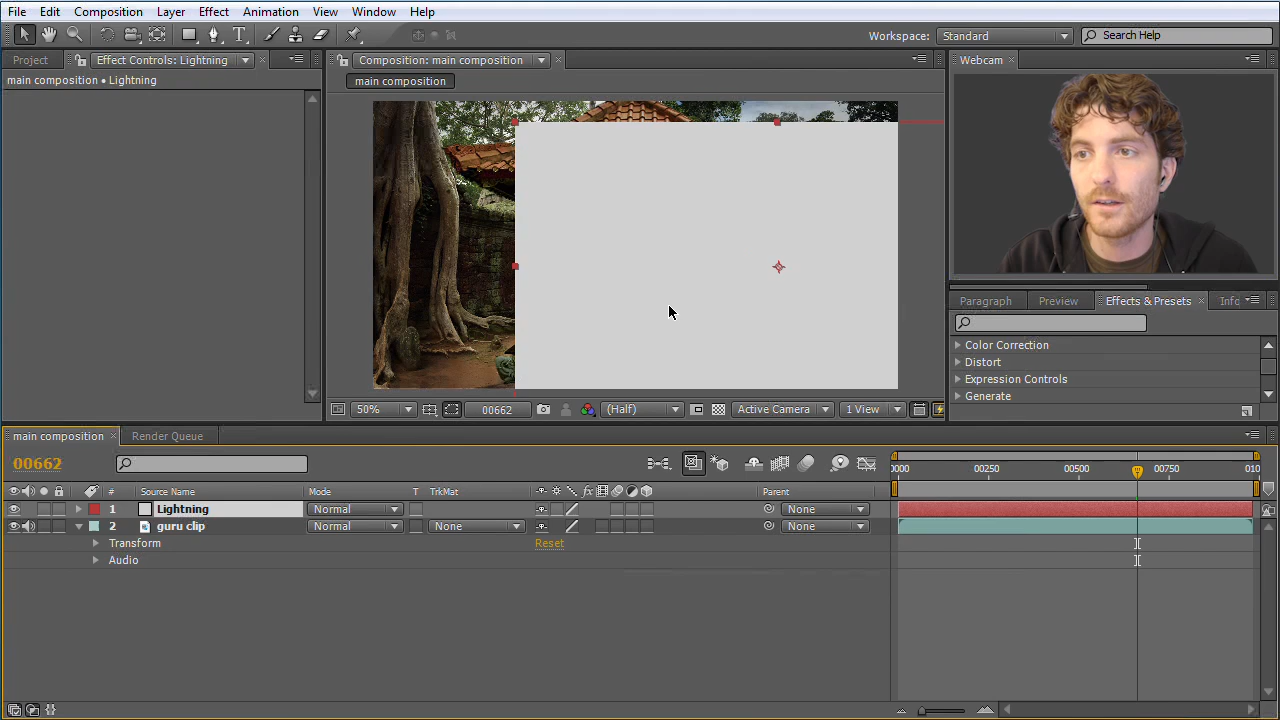 File Edit Composition Layer Effect Animation View Window Help
Workspace: Standard Search Help
Project Effect Controls: Lightning Composition: main composition Webcam
main composition • Lightning main composition
Paragraph Preview Effects & Presets Info
Color Correction
Distort
Expression Controls
Generate
50% 00662 (Half) Active Camera 1 View
main composition Render Queue
00662
0000 00250 00500 00750 010
# Source Name Mode T TrkMat fx Parent
1 Lightning Normal None
2 guru clip Normal None None
Transform Reset
Audio